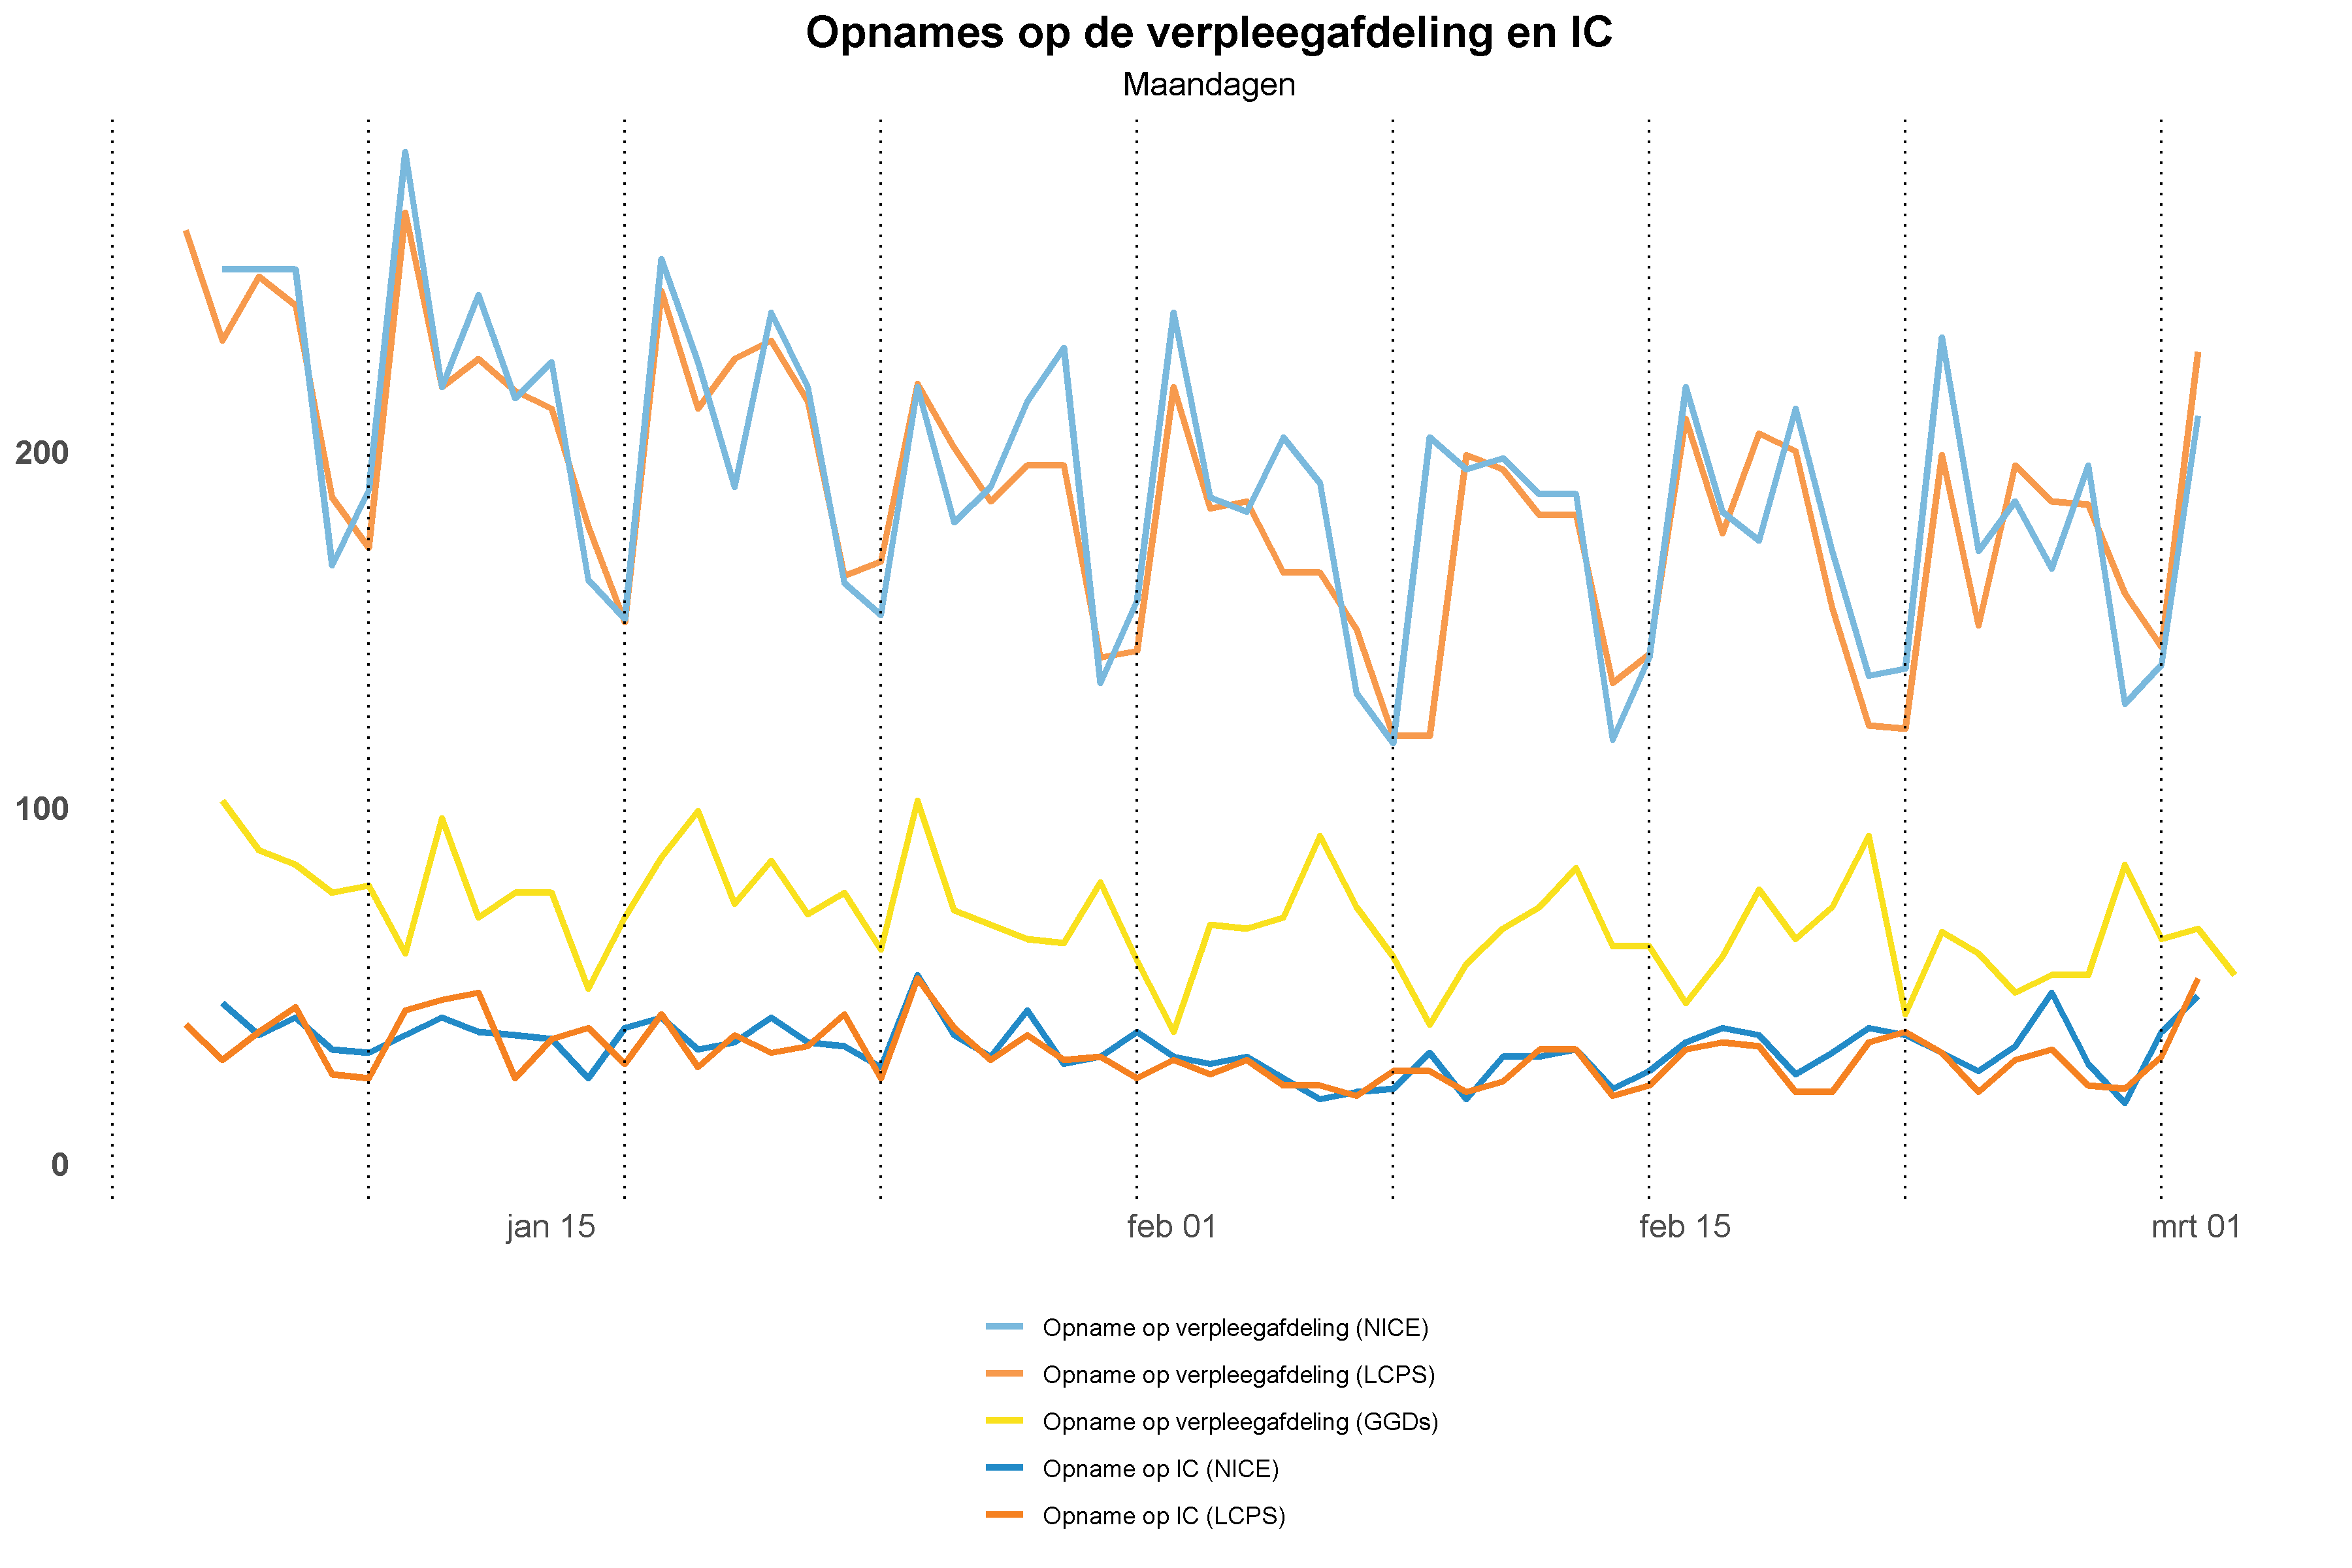 Opnames op de verpleegafdeling en IC
Maandagen
200
100
0
jan 15
feb 01
feb 15
mrt 01
Opname op verpleegafdeling (NICE)
Opname op verpleegafdeling (LCPS)
Opname op verpleegafdeling (GGDs)
Opname op IC (NICE)
Opname op IC (LCPS)